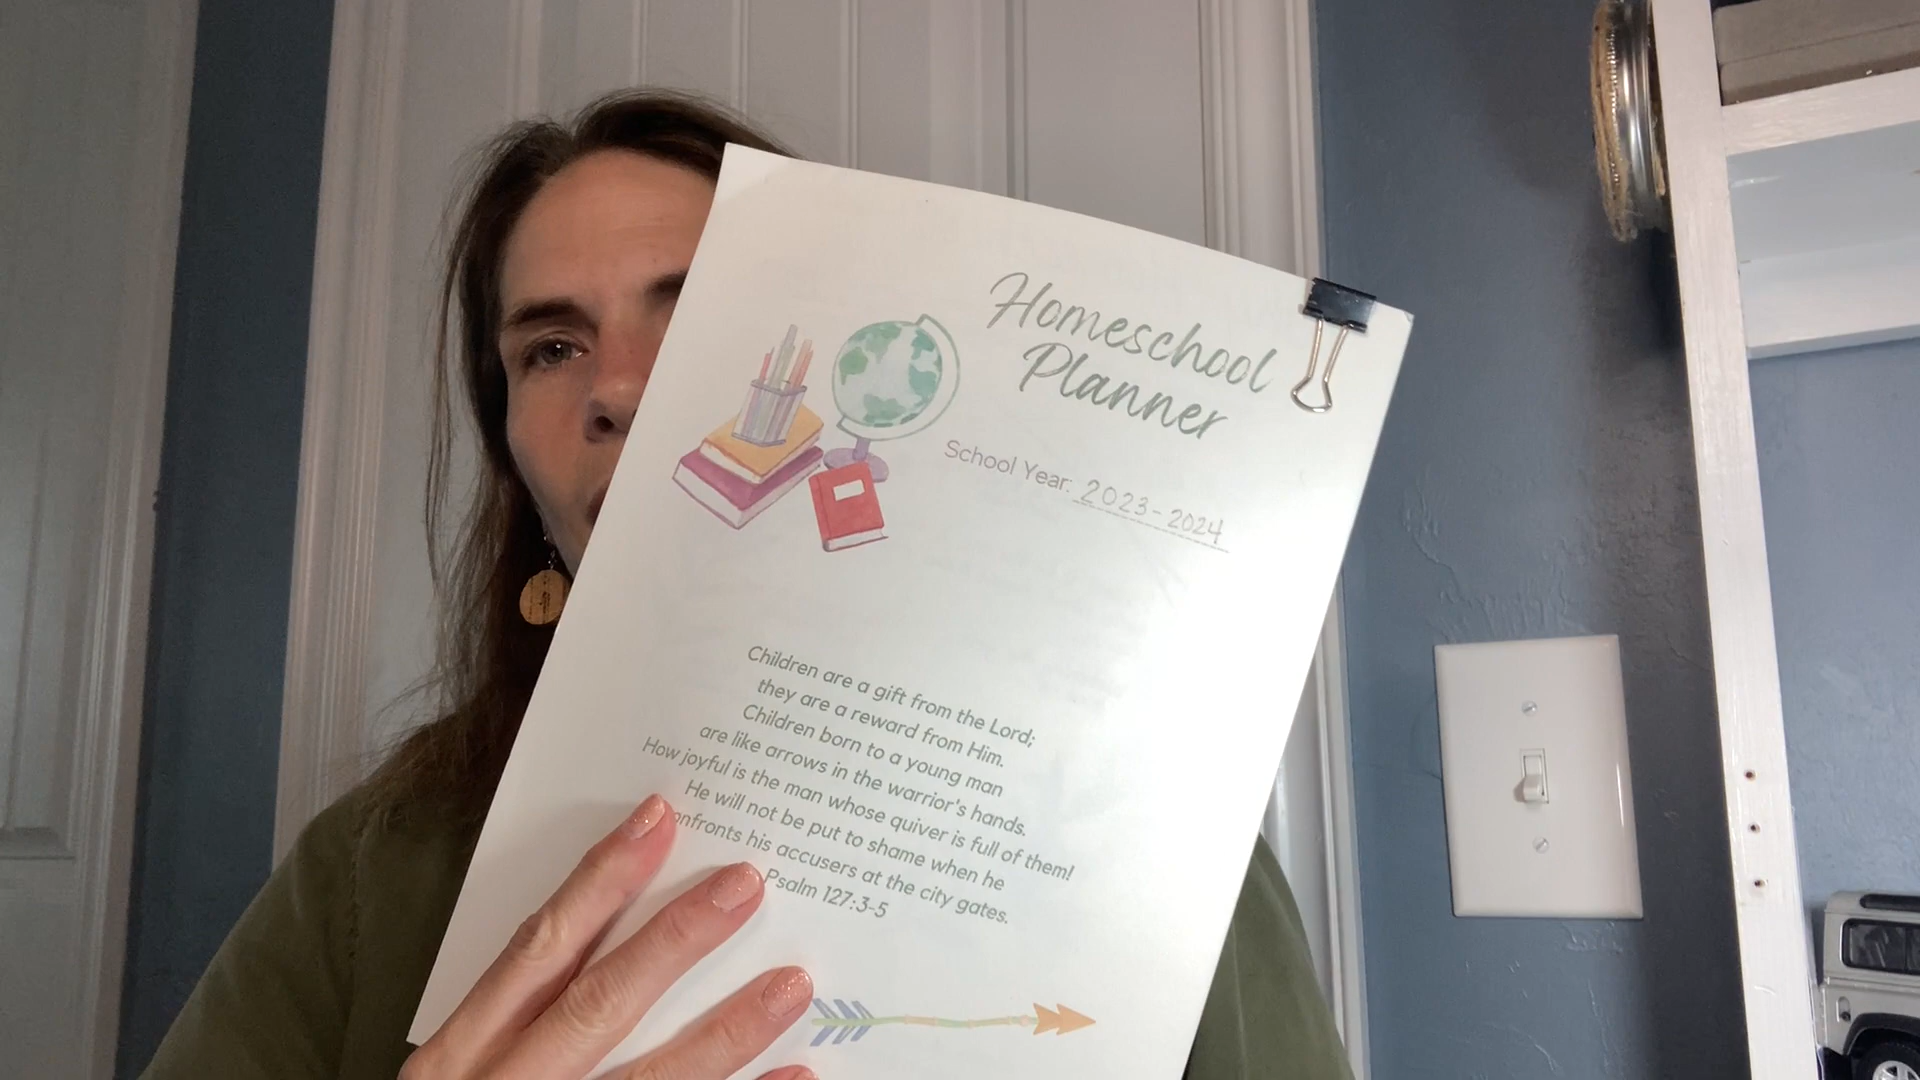 Homeschool
Planner
School Year: 2023-2024
Children are a gift from the Lord;
they are a reward from Him.
Children born to a young man
are like arrows in the warrior's hands.
How joyful is the man whose quiver is full of them!
He will not be put to shame when he
confronts his accusers at the city gates.
Psalm 127:3-5